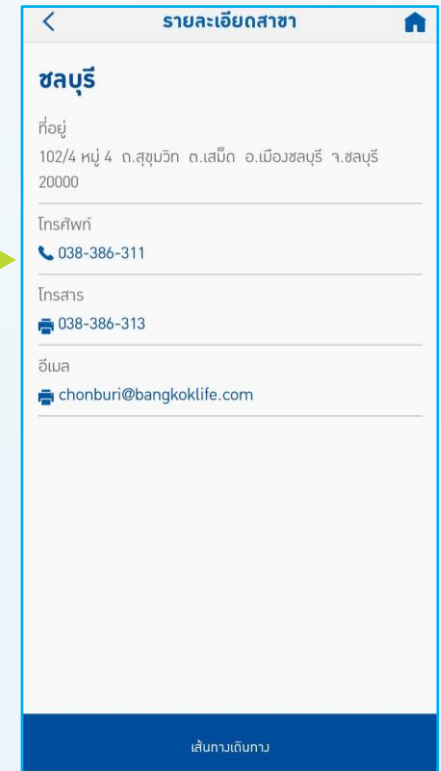 รายละเอียดสาขา
ชลบุรี
ที่อยู่
102/4 หมู่ 4 ถ.สุขุมวิท ต.เสม็ด อ.เมืองชลบุรี จ.ชลบุรี
20000
โทรศัพท์
038-386-311
โทรสาร
038-386-313
อีเมล
chonburi@bangkoklife.com
เส้นทางเดินทาง